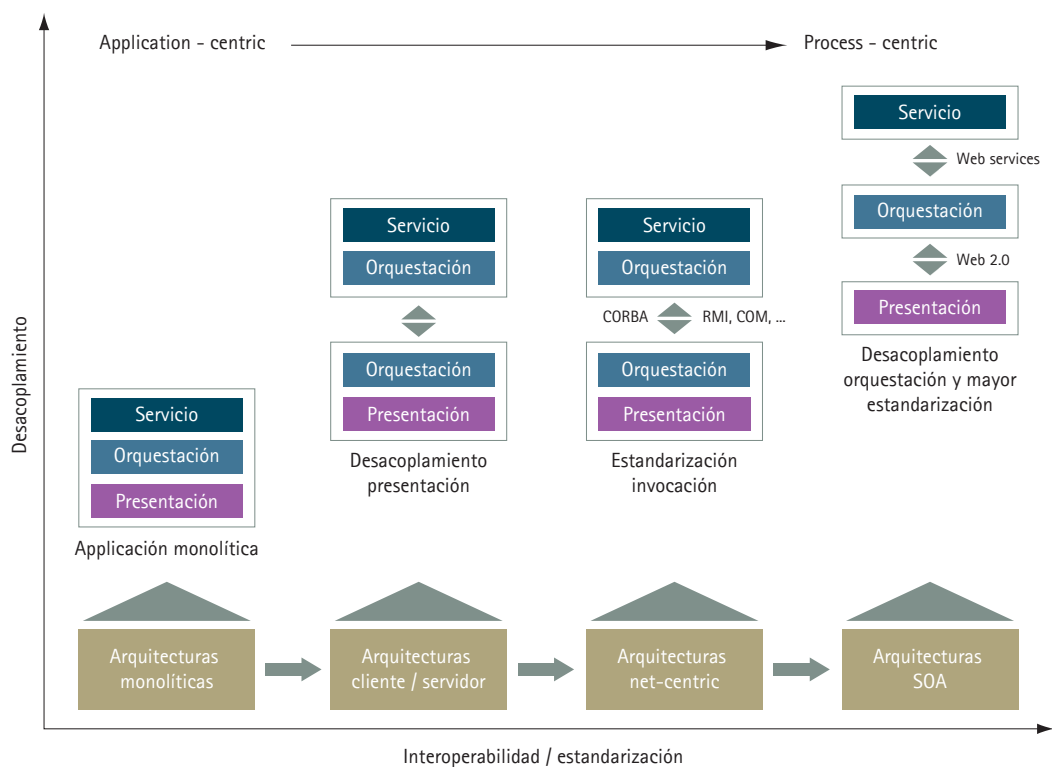 Application - centric
Process - centric
Servicio
Web services
Orquestación
Web 2.0
Presentación
Desacoplamiento
orquestación y mayor
estandarización
Servicio
Orquestación
CORBA
RMI, COM, ...
Orquestación
Presentación
Estandarización
invocación
Servicio
Orquestación
Orquestación
Presentación
Desacoplamiento
presentación
Servicio
Orquestación
Presentación
Applicación monolítica
Desacoplamiento
Arquitecturas
monolíticas
Arquitecturas
cliente / servidor
Arquitecturas
net-centric
Arquitecturas
SOA
Interoperabilidad / estandarización